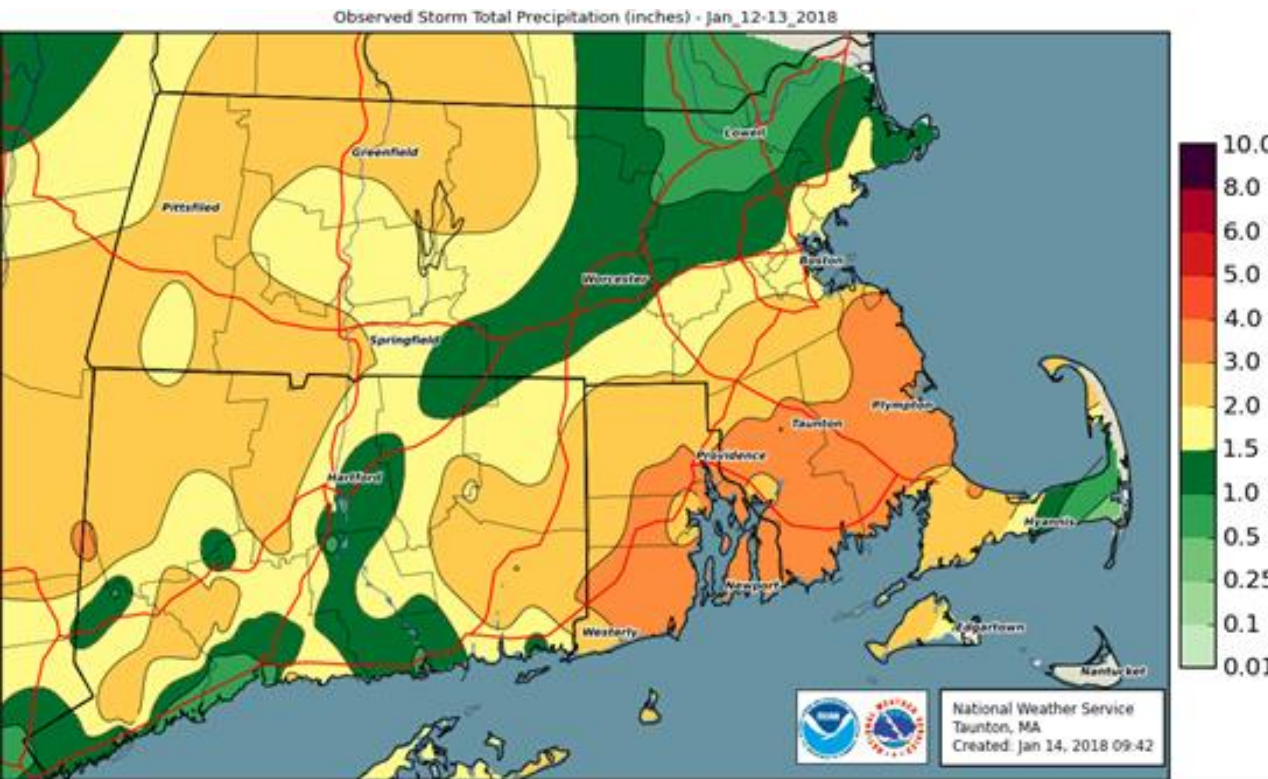 Observed Storm Total Precipitation (inches) - Jan_12-13_2018
Lowell
Greenfield
Pittsflied
Boston
Worcester
Springfield
Plympton
Taunton
Providence
Hartford
Hyannis
Newport
Westerly
Edgartown
Nantucket
10.0
8.0
6.0
5.0
4.0
3.0
2.0
1.5
1.0
0.5
0.25
0.1
0.01
NOAA
National Weather Service
Taunton, MA
Created: Jan 14, 2018 09:42